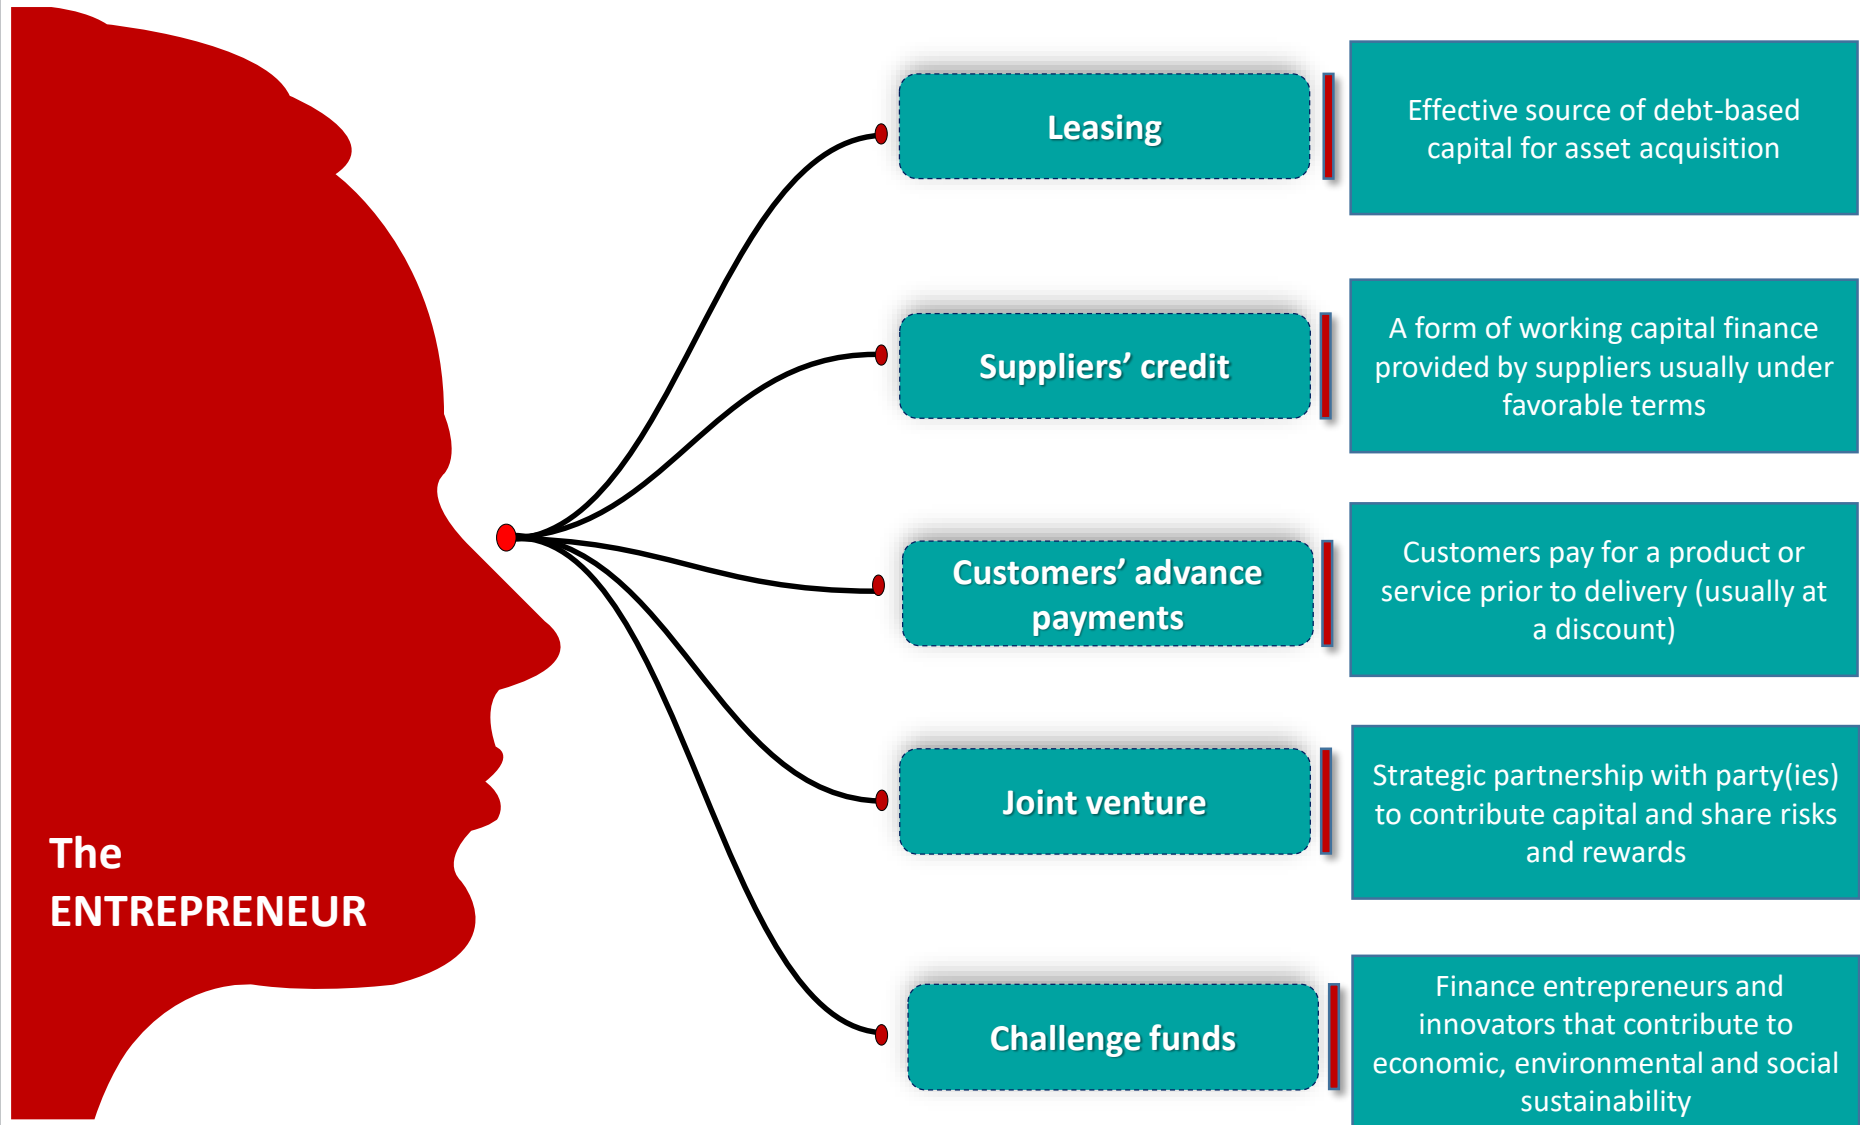 The
ENTREPRENEUR
Leasing
Effective source of debt-based
capital for asset acquisition
Suppliers’ credit
A form of working capital finance
provided by suppliers usually under
favorable terms
Customers’ advance
payments
Customers pay for a product or
service prior to delivery (usually at
a discount)
Joint venture
Strategic partnership with party(ies)
to contribute capital and share risks
and rewards
Challenge funds
Finance entrepreneurs and
innovators that contribute to
economic, environmental and social
sustainability